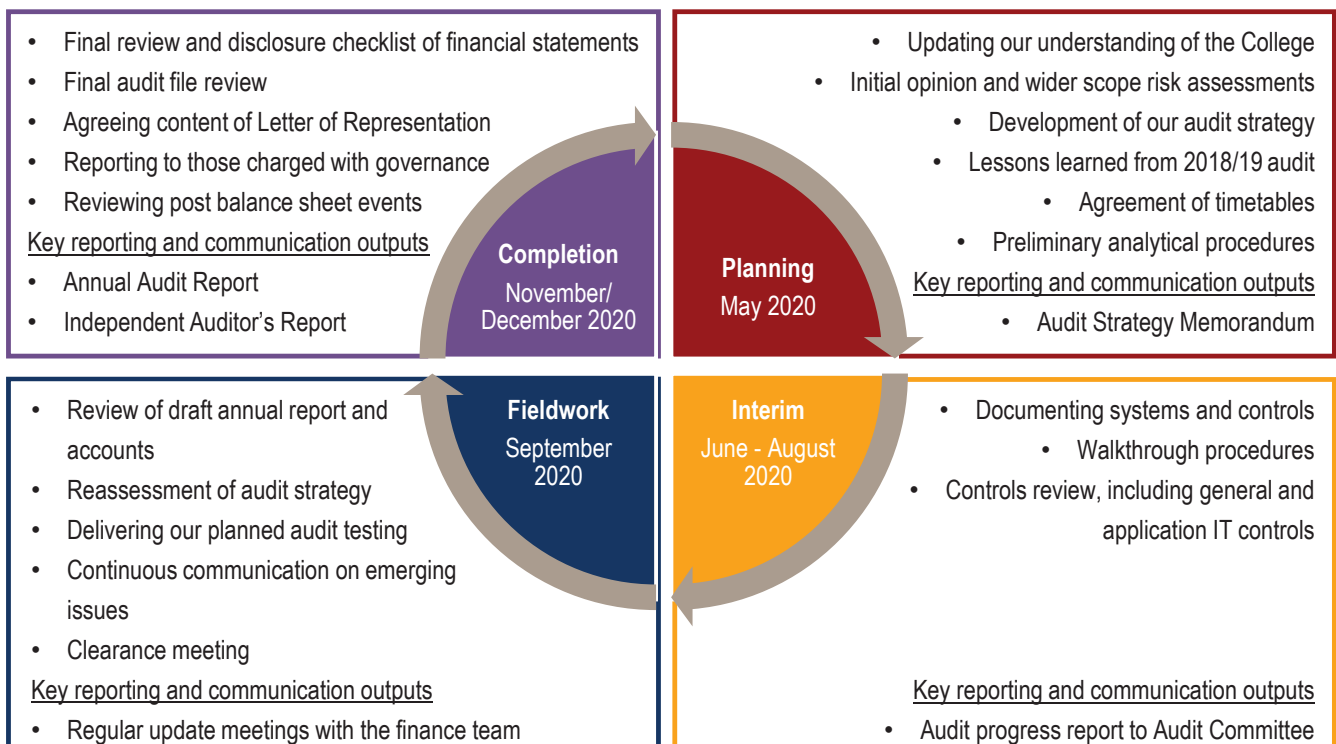 • Final review and disclosure checklist of financial statements
• Final audit file review
• Agreeing content of Letter of Representation
• Reporting to those charged with governance
• Reviewing post balance sheet events
Key reporting and communication outputs
• Annual Audit Report
• Independent Auditor’s Report
Completion
November/
December 2020
• Updating our understanding of the College
• Initial opinion and wider scope risk assessments
• Development of our audit strategy
• Lessons learned from 2018/19 audit
• Agreement of timetables
• Preliminary analytical procedures
Key reporting and communication outputs
• Audit Strategy Memorandum
Planning
May 2020
• Review of draft annual report and
accounts
• Reassessment of audit strategy
• Delivering our planned audit testing
• Continuous communication on emerging
issues
• Clearance meeting
Key reporting and communication outputs
• Regular update meetings with the finance team
Fieldwork
September
2020
Interim
June - August
2020
• Documenting systems and controls
• Walkthrough procedures
• Controls review, including general and
application IT controls
Key reporting and communication outputs
• Audit progress report to Audit Committee